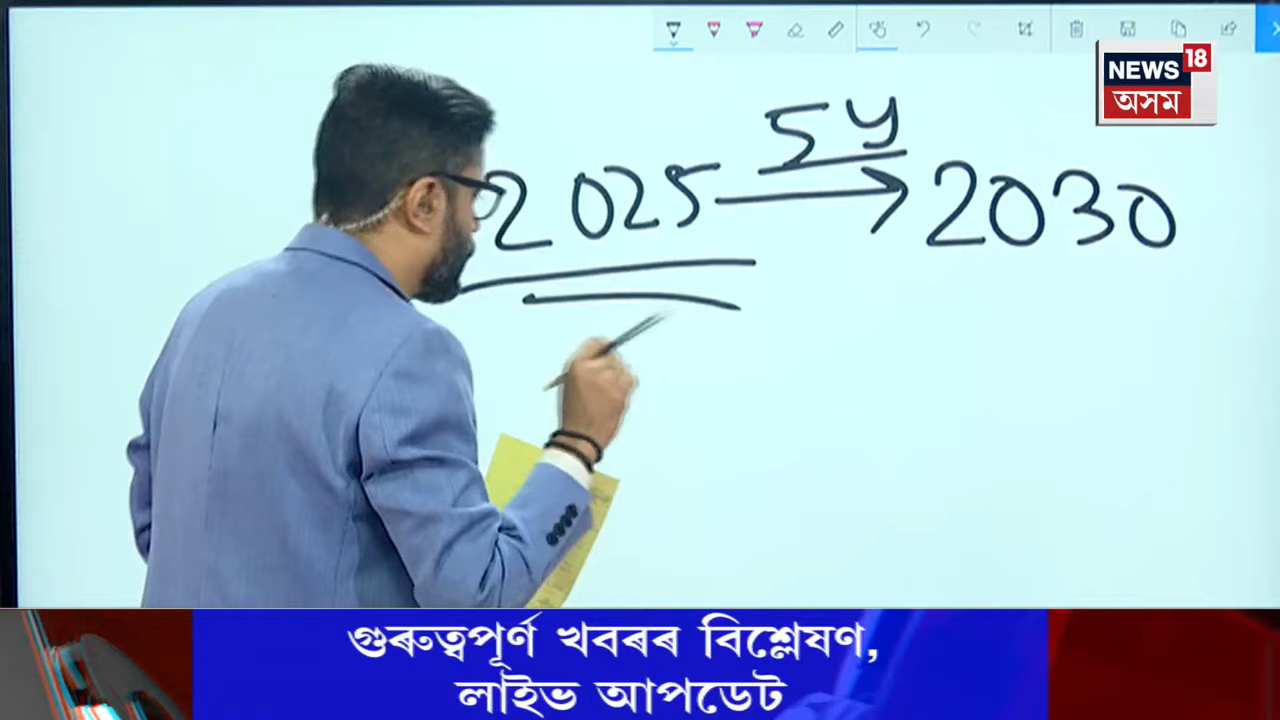 NEWS 18
অসম
5y
2025 → 2030
গুৰুত্বপূৰ্ণ খবৰৰ বিশ্লেষণ,
লাইভ আপডেট